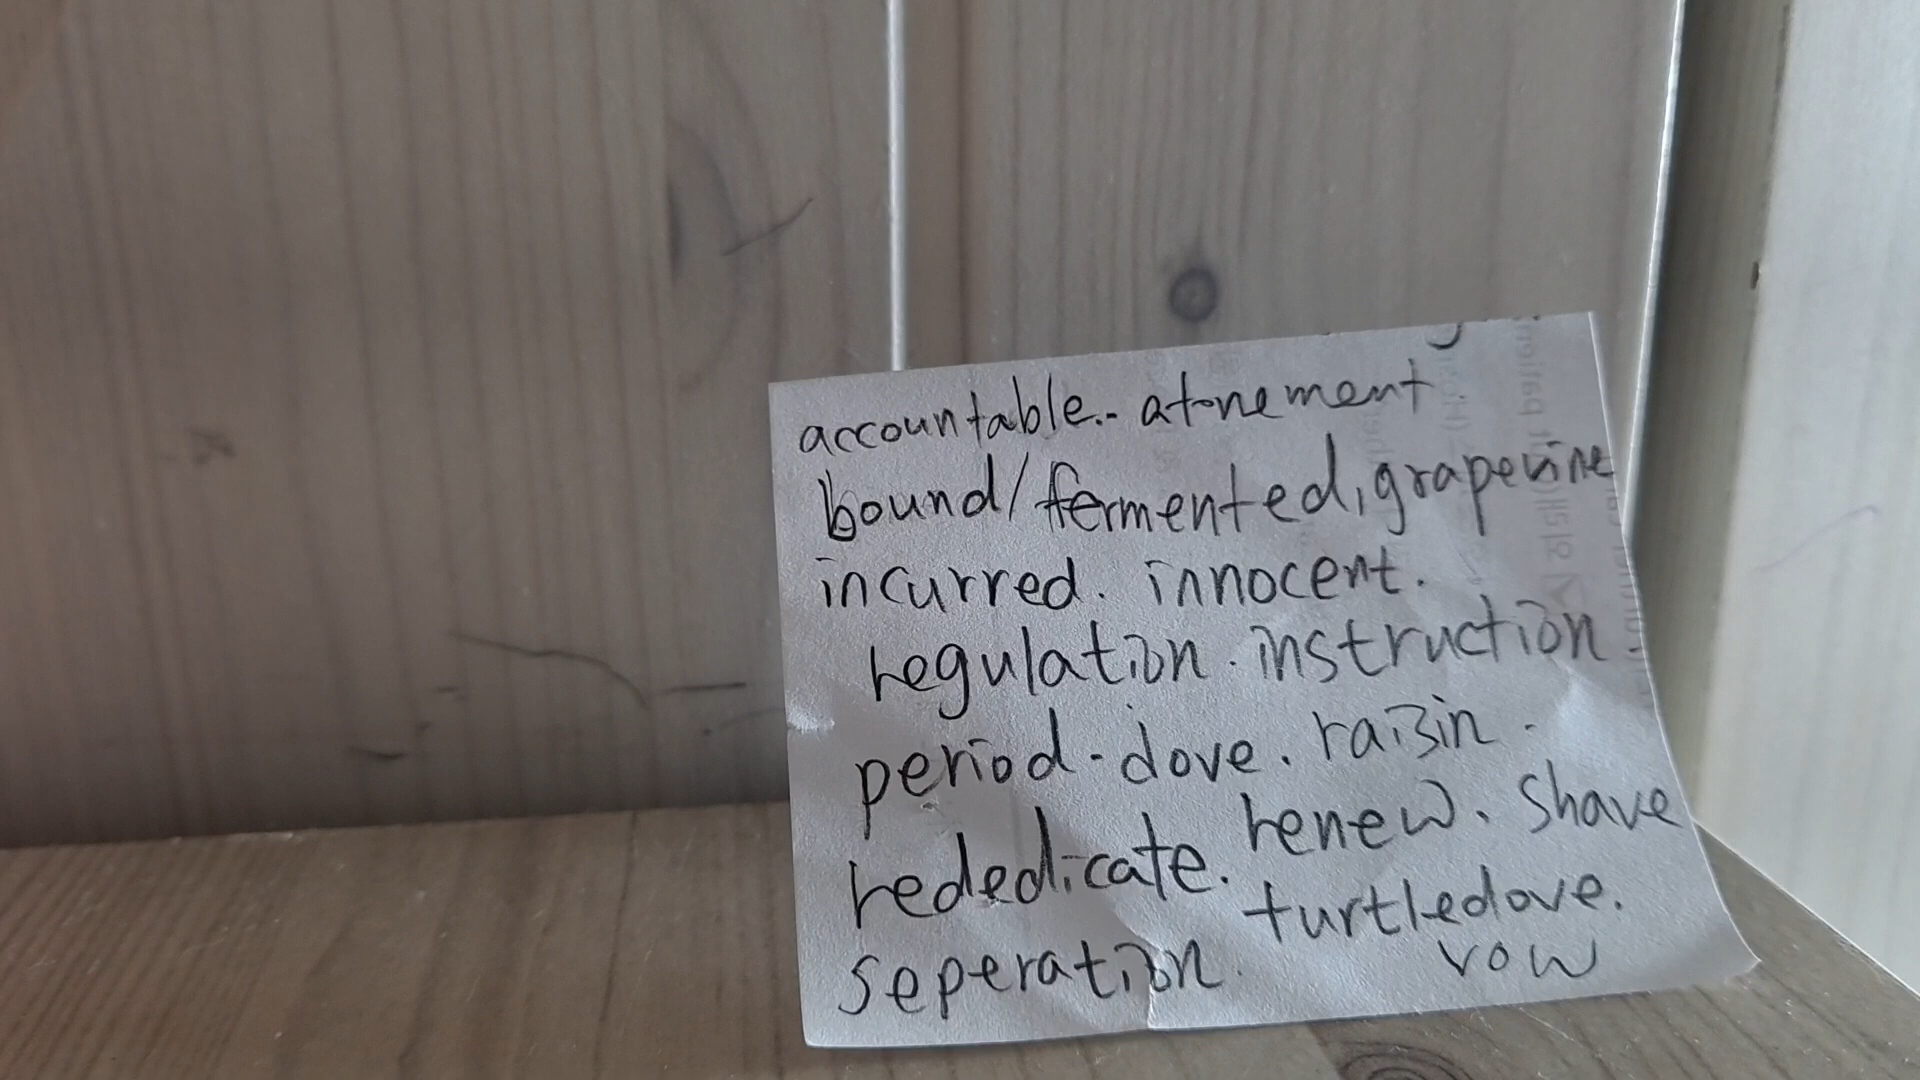 accountable.. atonement
bound/fermented, grapevine
incurred. innocent.
regulation. instruction
period. dove. raisin.
rededicate. renew. shave
seperation. turtledove.
vow